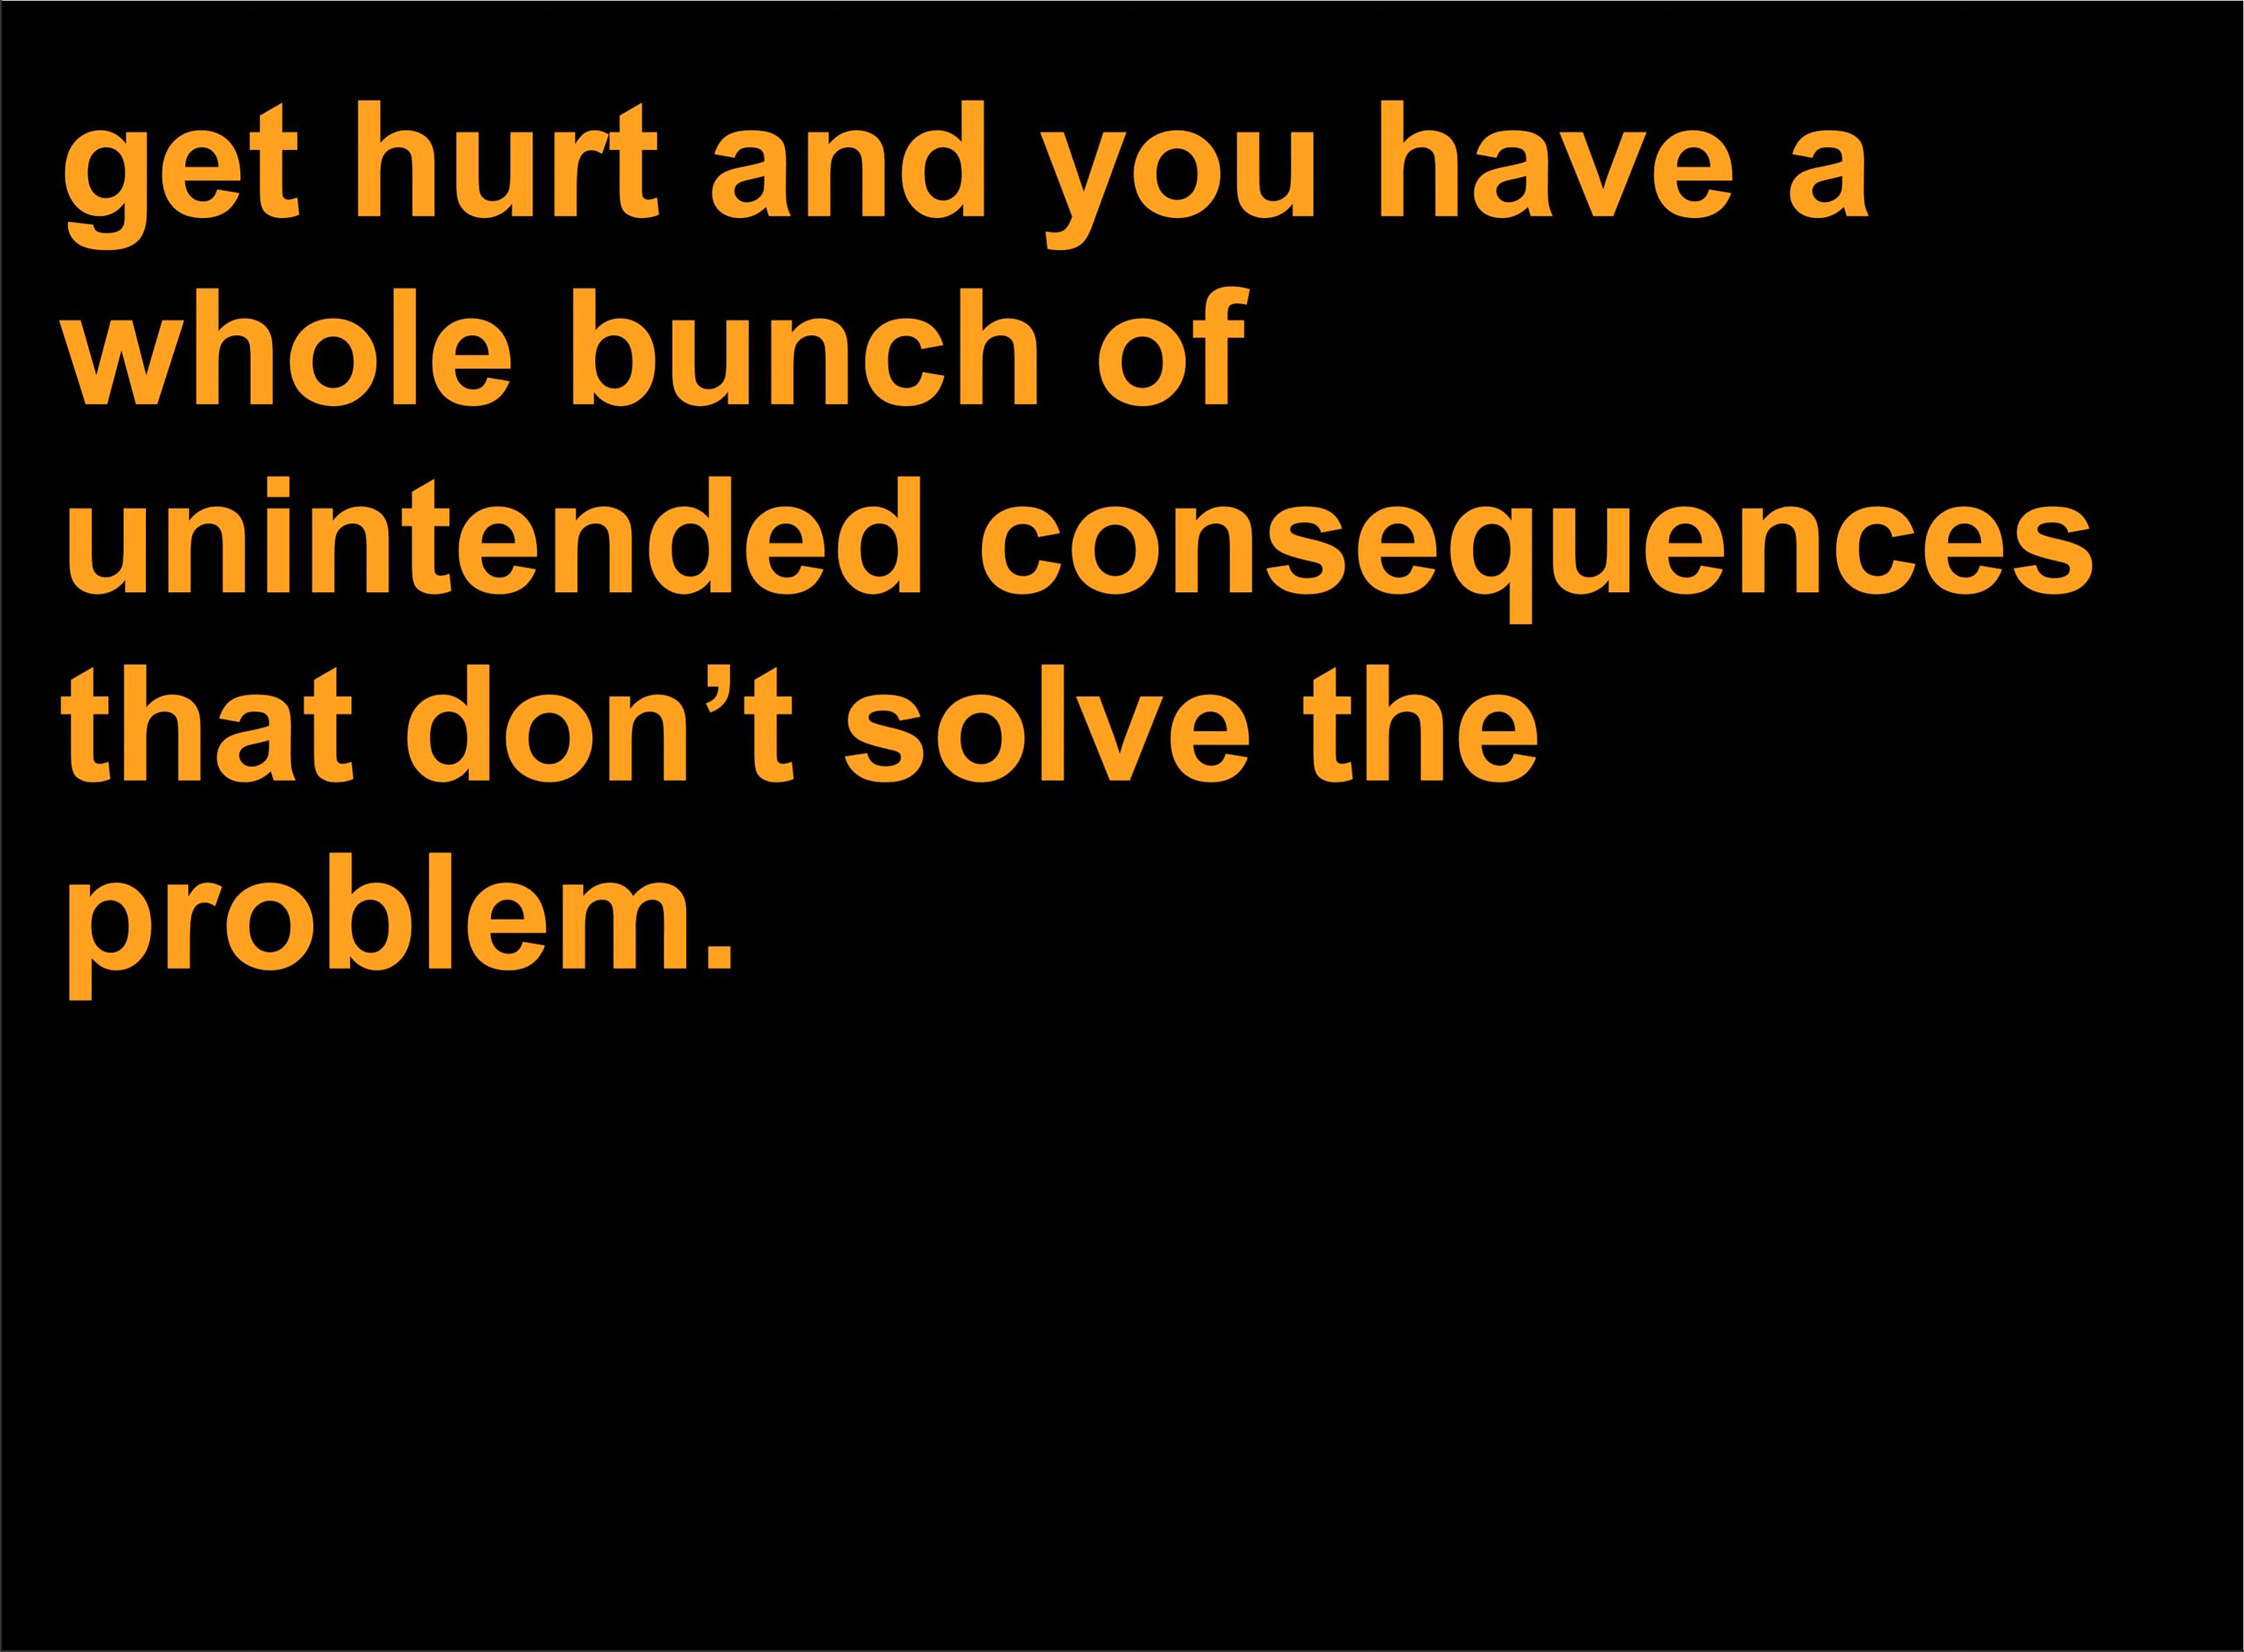 get hurt and you have a
whole bunch of
unintended consequences
that don’t solve the
problem.